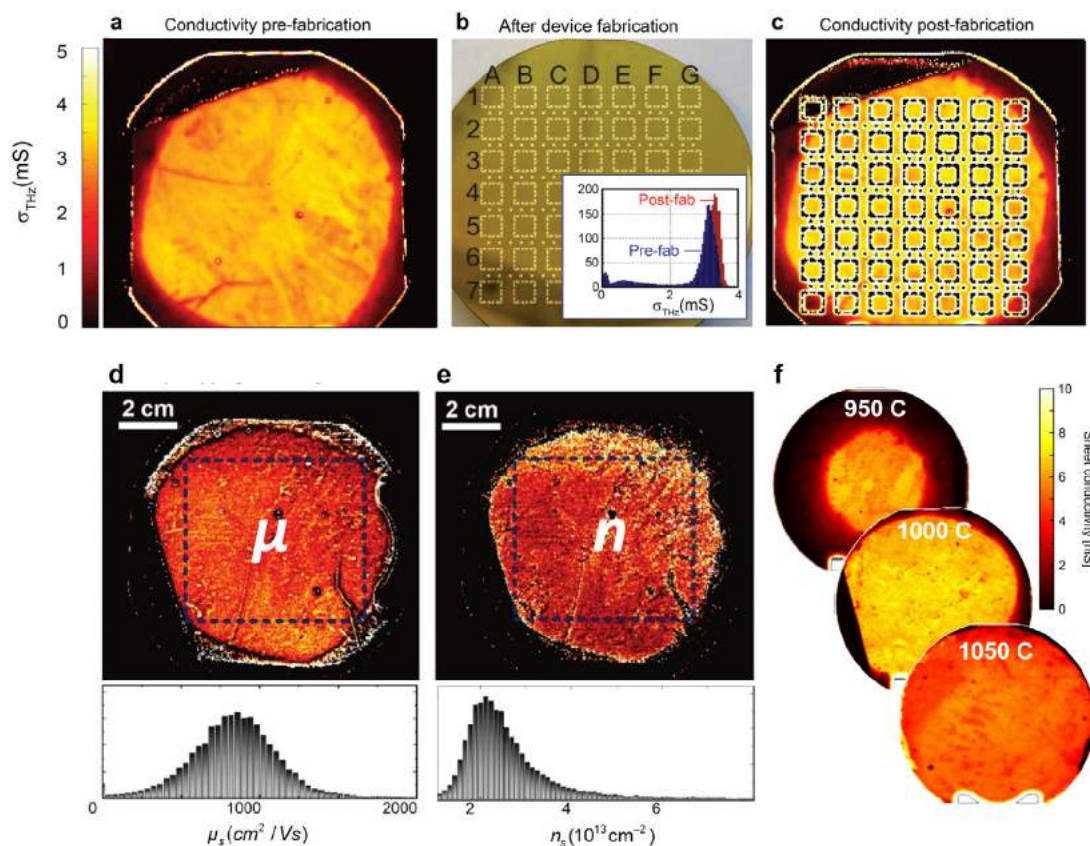 a Conductivity pre-fabrication
b After device fabrication
c Conductivity post-fabrication
5
4
3
2
1
0
σTHz(mS)
A B C D E F G
1
2
3
4
5
6
7
200
150
100
50
0
Post-fab
Pre-fab
0 2 4
σTHz(mS)
d
2 cm
μ
0 1000 2000
μs(cm² / Vs)
e
2 cm
n
2 4 6
ns(10¹³cm⁻²)
f
950 C
1000 C
1050 C
10
8
6
4
2
0